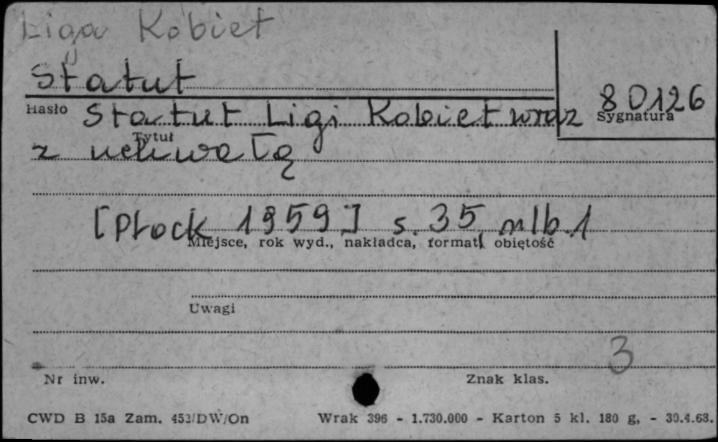 Liga Kobiet
Statut
80126
Hasło
Sygnatura
Statut Ligi Kobiet wraz
Tytuł
z uchwałą
[Płock 1959] s. 35, nlb. 1
Miejsce, rok wyd., nakładca, format, objętość
Uwagi
3
Nr inw.
Znak klas.
CWD B 15a Zam. 453/DW/On
Wrak 396 - 1.730.000 - Karton 5 kl. 180 g, - 30.4.63.